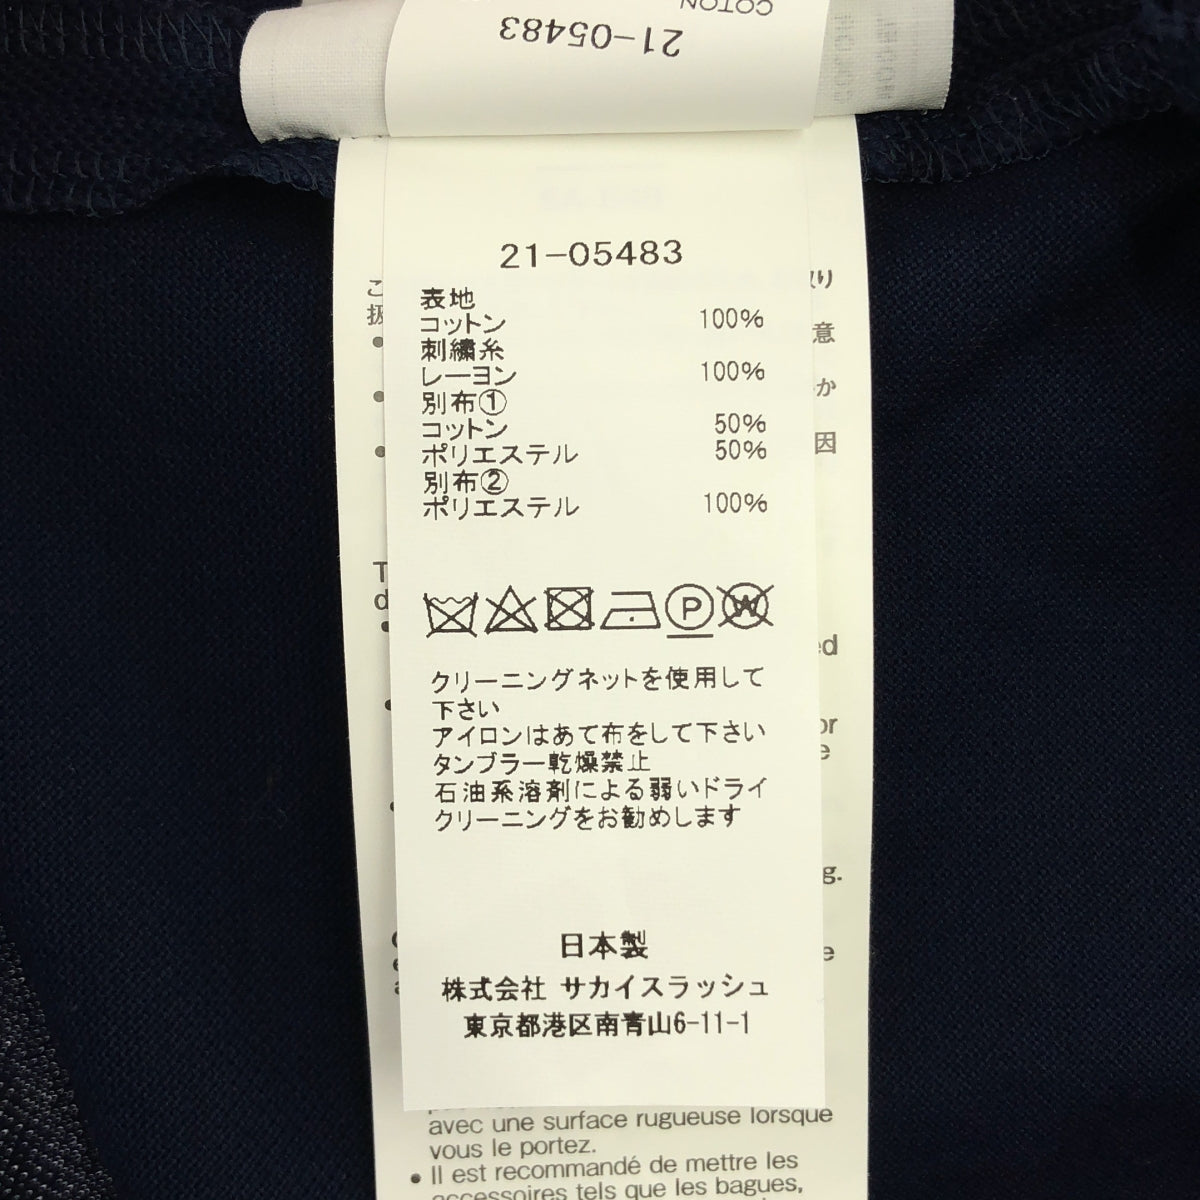 COTON
21-05483
21-05483
表地
コットン 100%
刺繍糸
レーヨン 100%
別布①
コットン 50%
ポリエステル 50%
別布②
ポリエステル 100%
P W
クリーニングネットを使用して
下さい
アイロンはあて布をして下さい
タンブラー乾燥禁止
石油系溶剤による弱いドライ
クリーニングをお勧めします
日本製
株式会社 サカイスラッシュ
東京都港区南青山6-11-1
avec une surface rugueuse lorsque
vous le portez.
• Il est recommandé de mettre les
accessoires tels que les bagues,